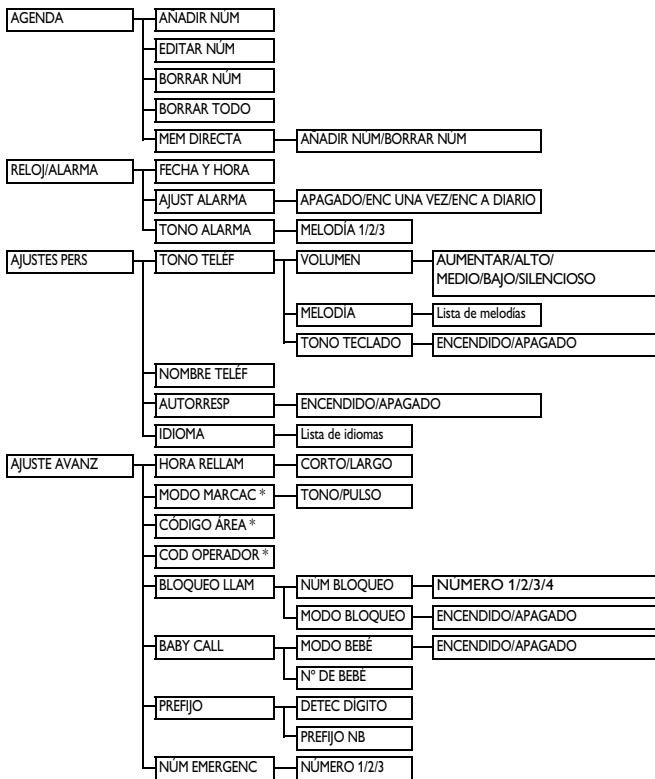 AGENDA
AÑADIR NÚM
EDITAR NÚM
BORRAR NÚM
BORRAR TODO
MEM DIRECTA
AÑADIR NÚM/BORRAR NÚM
RELOJ/ALARMA
FECHA Y HORA
AJUST ALARMA
APAGADO/ENC UNA VEZ/ENC A DIARIO
TONO ALARMA
MELODÍA 1/2/3
AJUSTES PERS
TONO TELÉF
VOLUMEN
AUMENTAR/ALTO/
MEDIO/BAJO/SILENCIOSO
MELODÍA
Lista de melodías
TONO TECLADO
ENCENDIDO/APAGADO
NOMBRE TELÉF
AUTORRESP
ENCENDIDO/APAGADO
IDIOMA
Lista de idiomas
AJUSTE AVANZ
HORA RELLAM
CORTO/LARGO
MODO MARCAC *
TONO/PULSO
CÓDIGO ÁREA *
COD OPERADOR *
BLOQUEO LLAM
NÚM BLOQUEO
NÚMERO 1/2/3/4
MODO BLOQUEO
ENCENDIDO/APAGADO
BABY CALL
MODO BEBÉ
ENCENDIDO/APAGADO
Nº DE BEBÉ
PREFIJO
DETEC DÍGITO
PREFIJO NB
NÚM EMERGENC
NÚMERO 1/2/3